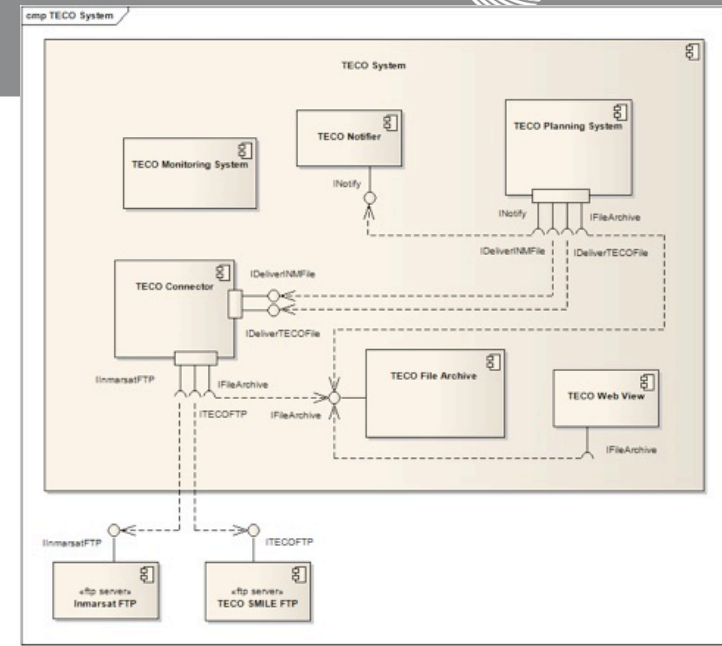 cmp TECO System
TECO System
TECO Notifier
TECO Planning System
TECO Monitoring System
INotify
INotify
IFileArchive
IDeliverINMFile
IDeliverTECOFile
TECO Connector
IDeliverINMFile
IDeliverTECOFile
IInmarsatFTP
IFileArchive
ITECOFTP
IFileArchive
TECO File Archive
TECO Web View
IFileArchive
IInmarsatFTP
ITECOFTP
«ftp server»
Inmarsat FTP
«ftp server»
TECO SMILE FTP